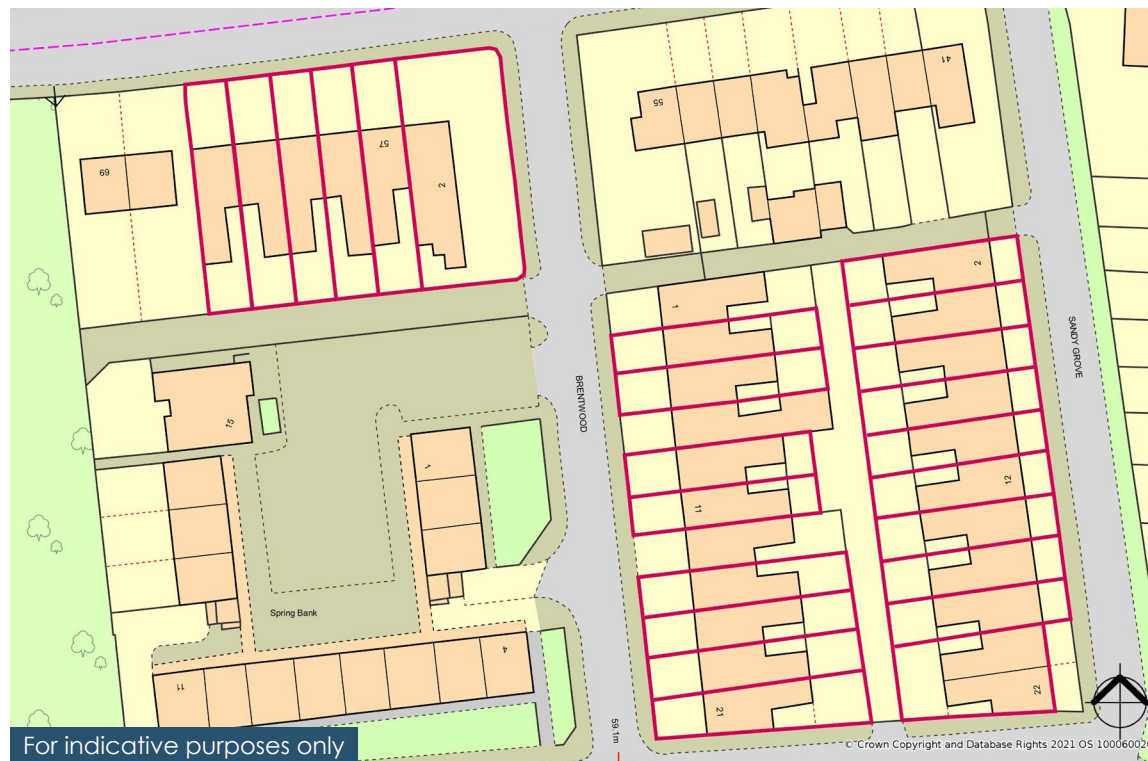 41
55
57
69
2
2
1
SANDY GROVE
BRENTWOOD
15
1
12
11
Spring Bank
4
11
22
21
59.1m
For indicative purposes only
© Crown Copyright and Database Rights 2021 OS 100060020